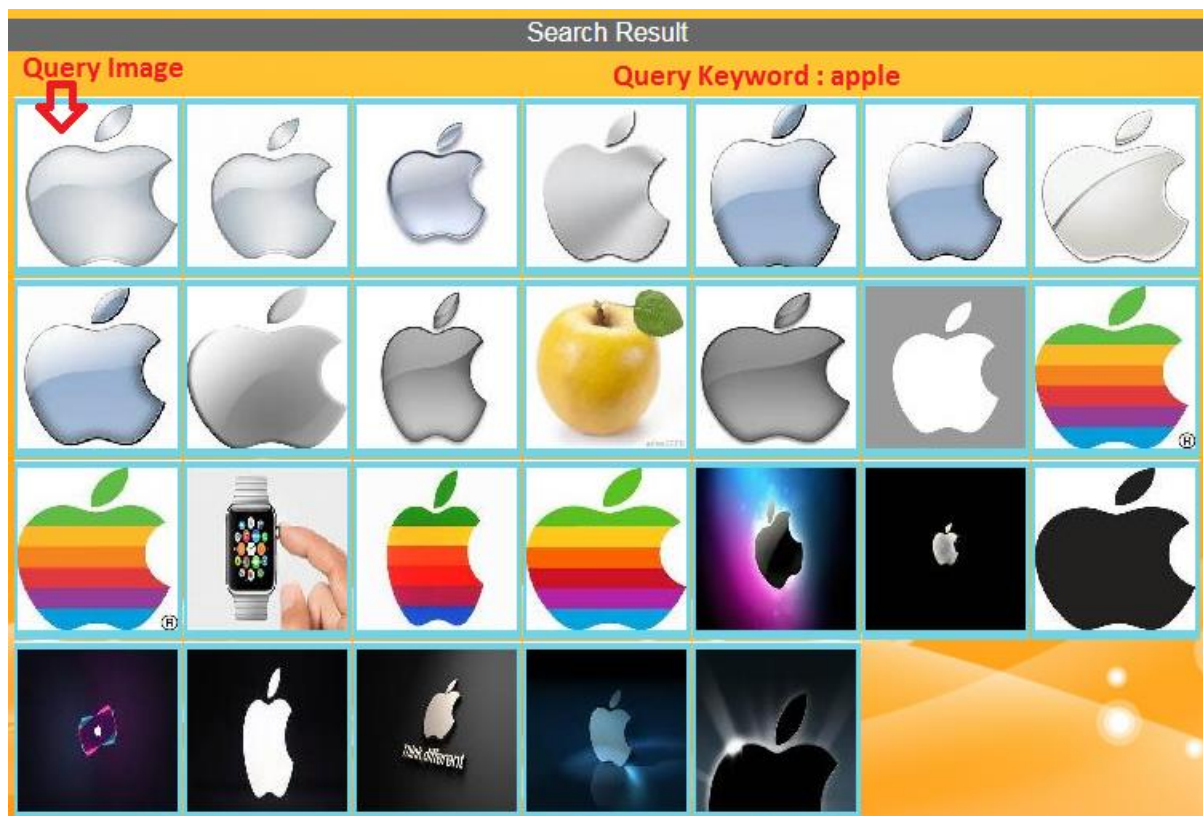 Search Result
Query Image
Query Keyword : apple
®
®
Think different